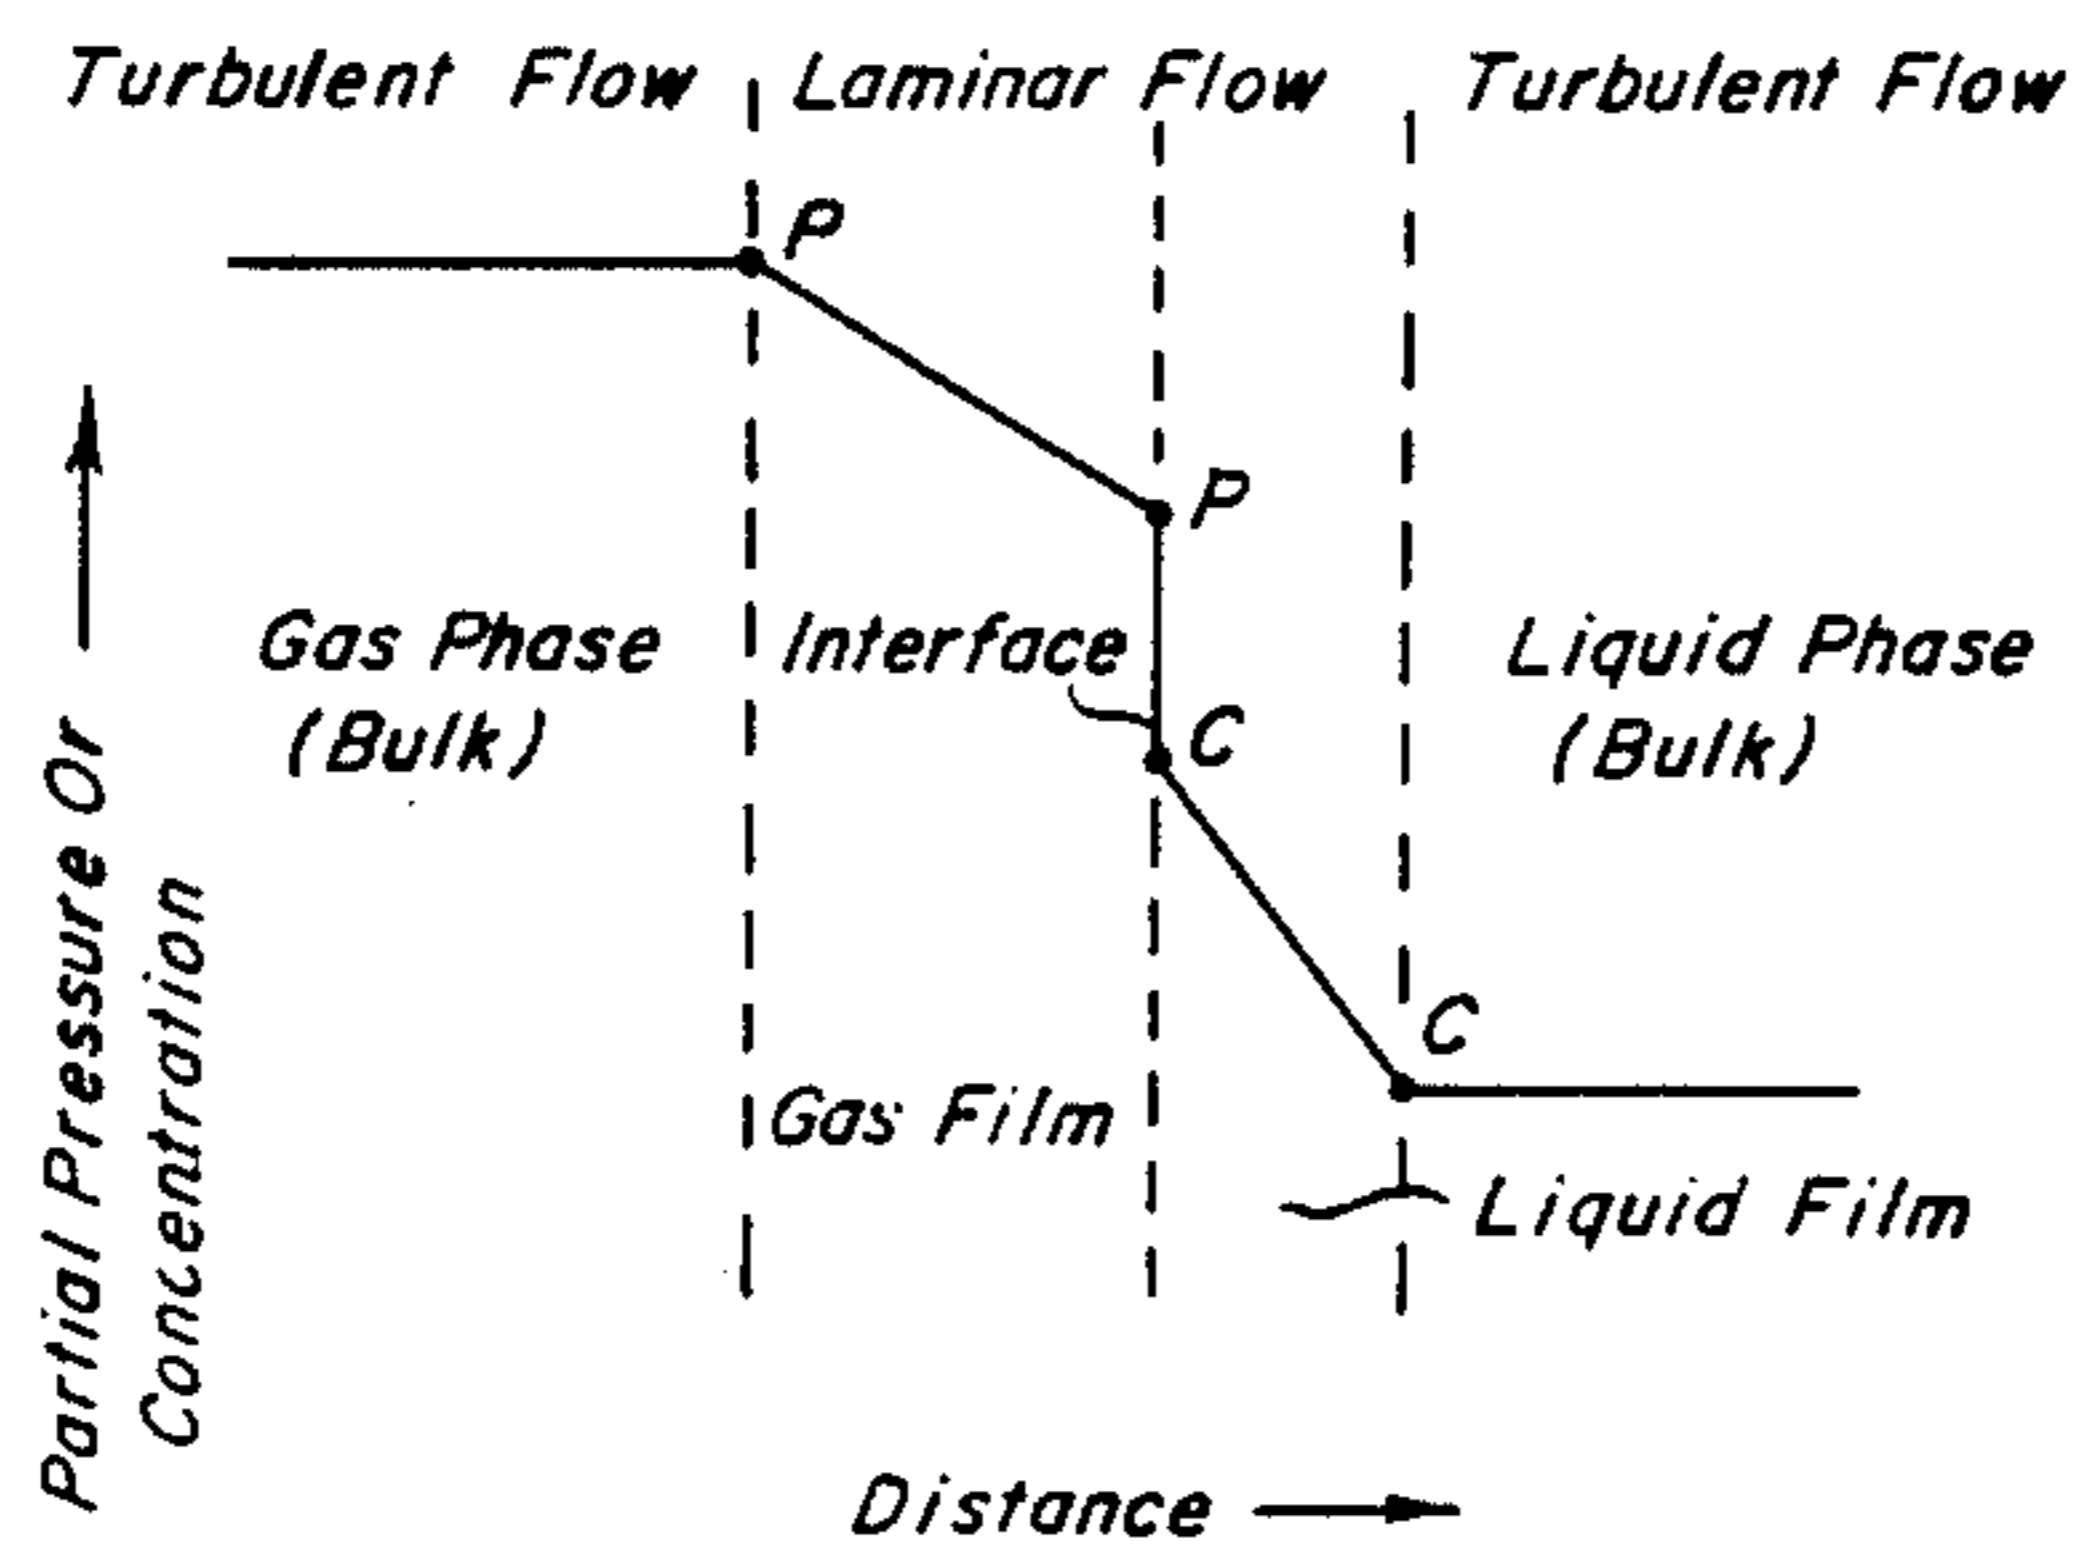 Turbulent Flow
Laminar Flow
Turbulent Flow
P
P
Gas Phase
(Bulk)
Interface
C
Liquid Phase
(Bulk)
C
Gas Film
Liquid Film
Partial Pressure Or
Concentration
Distance